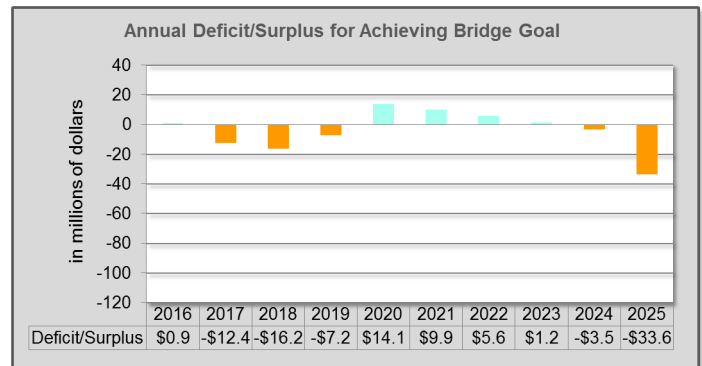 Annual Deficit/Surplus for Achieving Bridge Goal
in millions of dollars
40
20
0
-20
-40
-60
-80
-100
-120
2016 2017 2018 2019 2020 2021 2022 2023 2024 2025
Deficit/Surplus $0.9 -$12.4 -$16.2 -$7.2 $14.1 $9.9 $5.6 $1.2 -$3.5 -$33.6